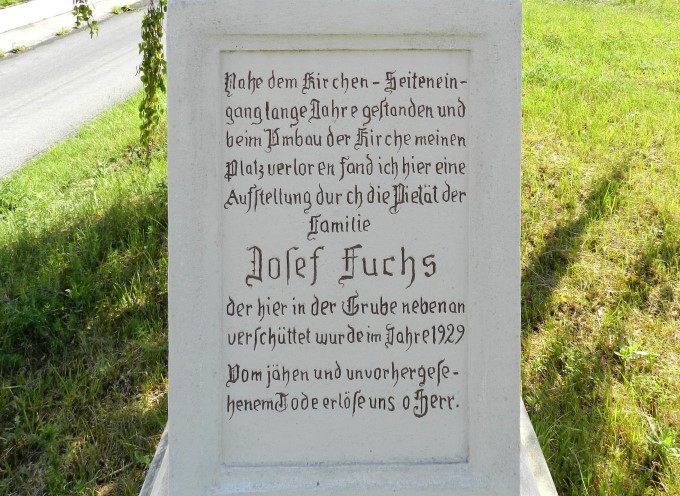 Nahe dem Kirchen - Seitenein-
gang lange Jahre gestanden und
beim Umbau der Kirche meinen
Platz verloren fand ich hier eine
Aufstellung durch die Pietät der
Familie
Josef Fuchs
der hier in der Grube nebenan
verschüttet wurde im Jahre 1929
Vom jähen und unvorhergese-
henem Tode erlöse uns o Herr.